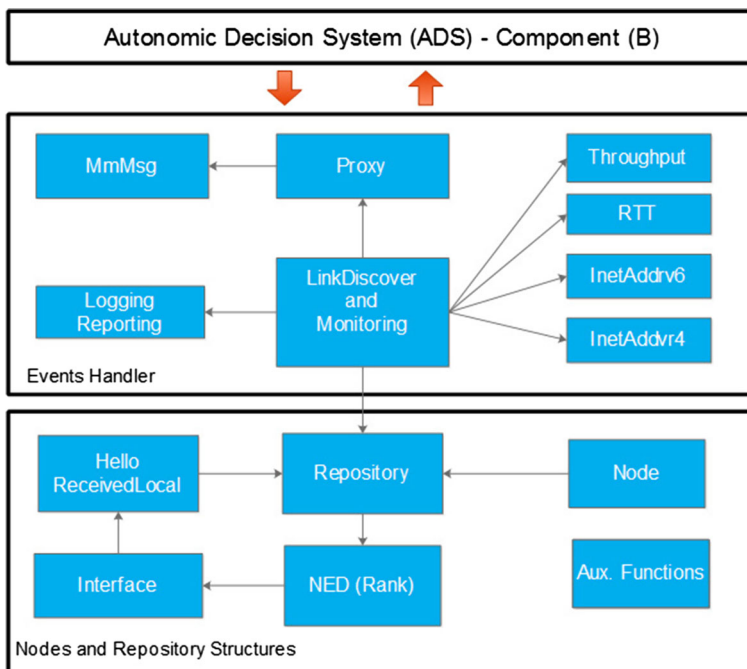 Autonomic Decision System (ADS) - Component (B)
MmMsg
Proxy
Throughput
RTT
LinkDiscover
and
Monitoring
InetAddrv6
Logging
Reporting
InetAddvr4
Events Handler
Hello
ReceivedLocal
Repository
Node
Interface
NED (Rank)
Aux. Functions
Nodes and Repository Structures